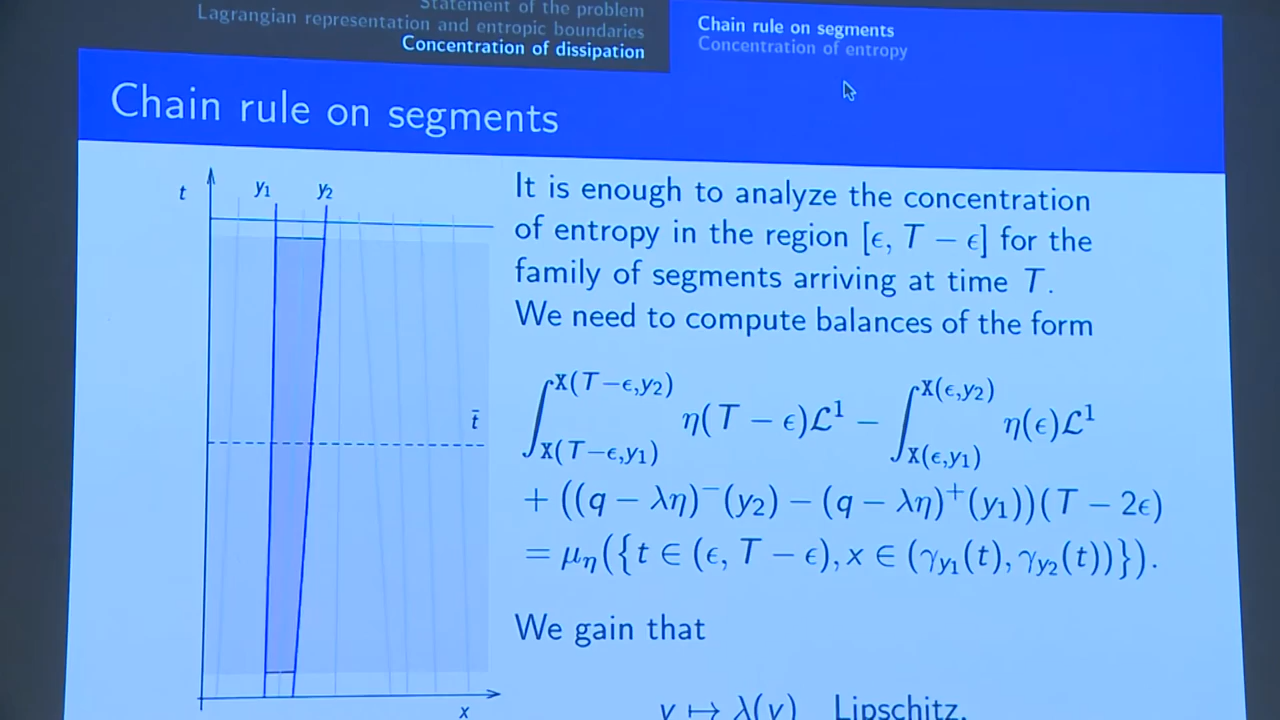 Statement of the problem
Lagrangian representation and entropic boundaries
Concentration of dissipation
Chain rule on segments
Concentration of entropy
Chain rule on segments
t
y₁
y₂
t̄
x
It is enough to analyze the concentration
of entropy in the region [ϵ, T − ϵ] for the
family of segments arriving at time T.
We need to compute balances of the form
∫_{X(T−ϵ,y₁)}^{X(T−ϵ,y₂)} η(T − ϵ)ℒ¹ − ∫_{X(ϵ,y₁)}^{X(ϵ,y₂)} η(ϵ)ℒ¹
+ ((q − λη)⁻(y₂) − (q − λη)⁺(y₁))(T − 2ϵ)
= μ_η({t ∈ (ϵ, T − ϵ), x ∈ (γ_{y₁}(t), γ_{y₂}(t))}).
We gain that
y ↦ λ(y) Lipschitz.